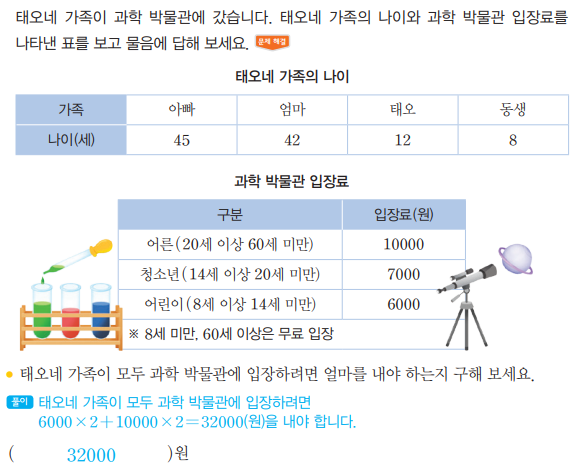 태오네 가족이 과학 박물관에 갔습니다. 태오네 가족의 나이와 과학 박물관 입장료를
나타낸 표를 보고 물음에 답해 보세요. 문제 해결
태오네 가족의 나이
가족 아빠 엄마 태오 동생
나이(세) 45 42 12 8
과학 박물관 입장료
구분 입장료(원)
어른(20세 이상 60세 미만) 10000
청소년(14세 이상 20세 미만) 7000
어린이(8세 이상 14세 미만) 6000
※ 8세 미만, 60세 이상은 무료 입장
• 태오네 가족이 모두 과학 박물관에 입장하려면 얼마를 내야 하는지 구해 보세요.
풀이 태오네 가족이 모두 과학 박물관에 입장하려면
6000×2+10000×2=32000(원)을 내야 합니다.
( 32000 )원